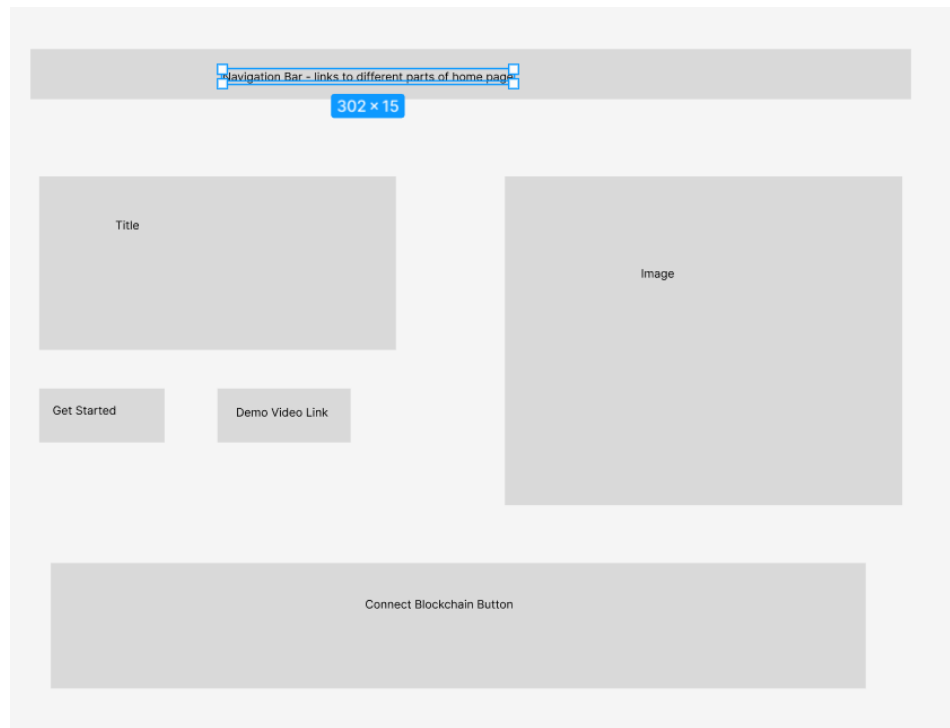 Navigation Bar - links to different parts of home page
302 × 15
Title
Image
Get Started
Demo Video Link
Connect Blockchain Button